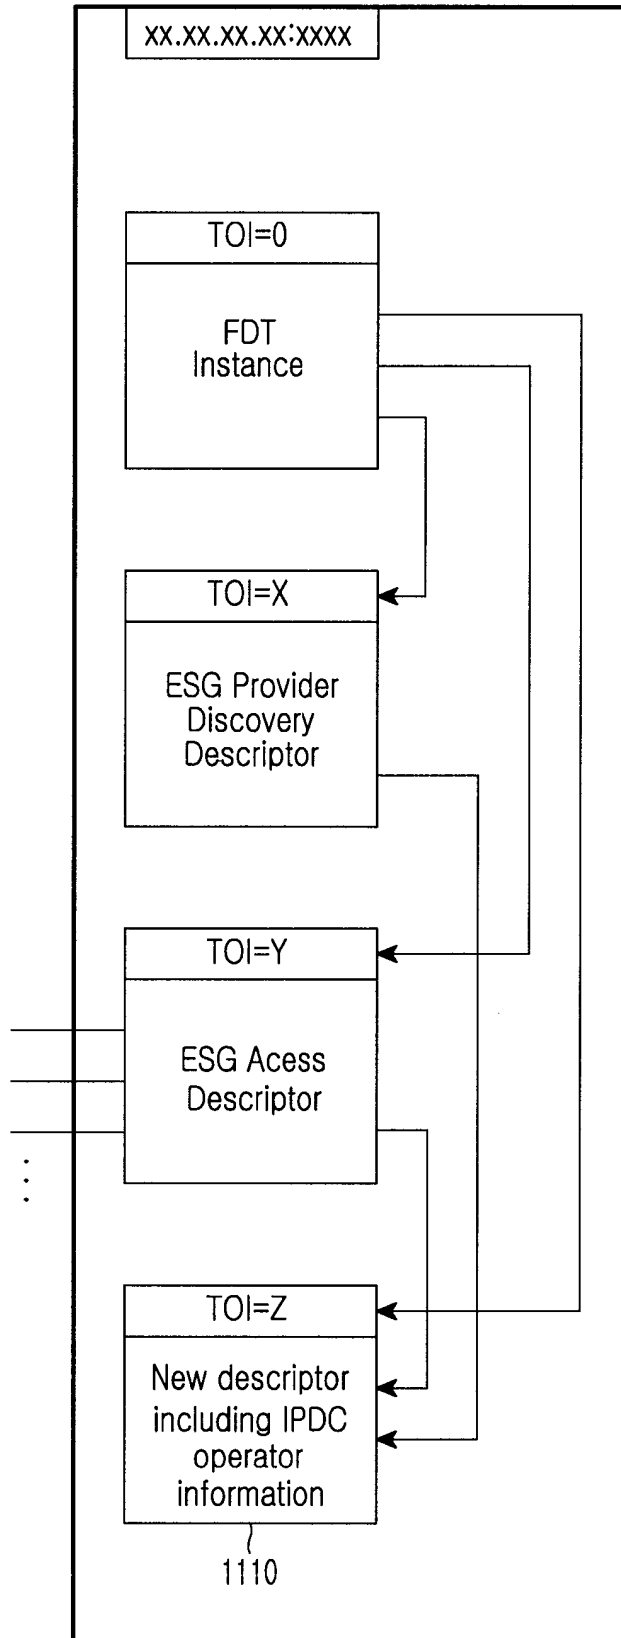 xx.xx.xx.xx:xxxx
TOI=0
FDT
Instance
TOI=X
ESG Provider
Discovery
Descriptor
TOI=Y
ESG Acess
Descriptor
TOI=Z
New descriptor
including IPDC
operator
information
1110